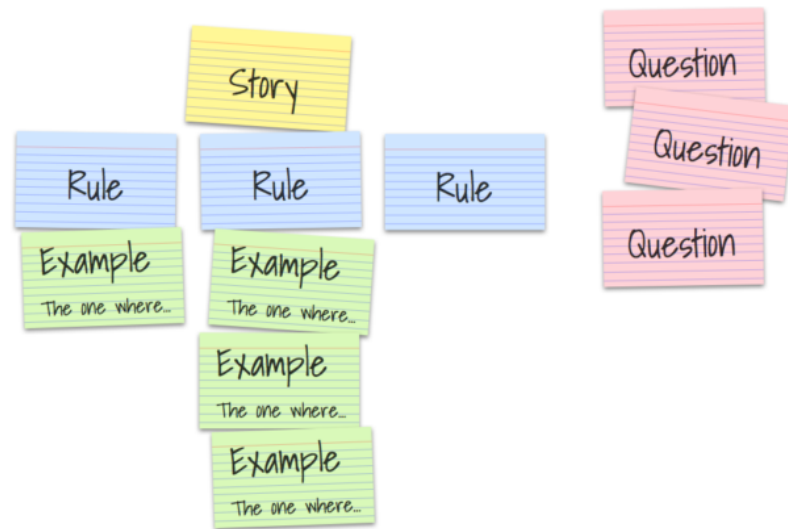 Story
Rule
Rule
Rule
Example
The one where...
Example
The one where...
Example
The one where...
Example
The one where...
Question
Question
Question